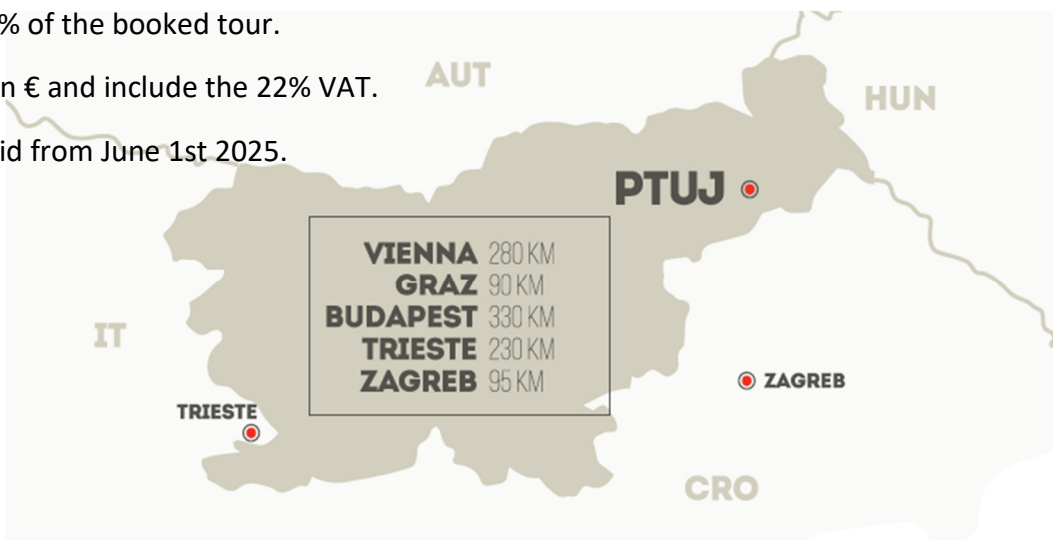 % of the booked tour.
n € and include the 22% VAT.
id from June 1st 2025.
AUT
HUN
PTUJ
VIENNA 280 KM
GRAZ 90 KM
BUDAPEST 330 KM
TRIESTE 230 KM
ZAGREB 95 KM
IT
ZAGREB
TRIESTE
CRO